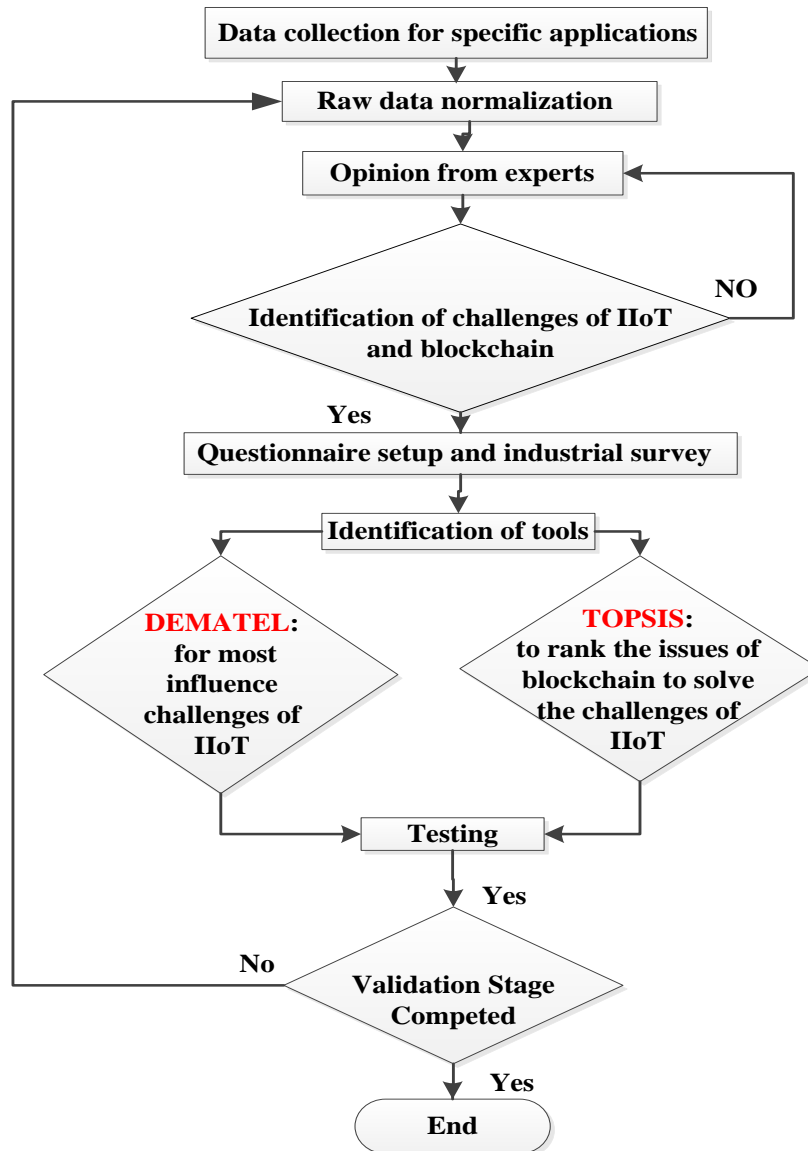 Data collection for specific applications
Raw data normalization
Opinion from experts
NO
Identification of challenges of IIoT
and blockchain
Yes
Questionnaire setup and industrial survey
Identification of tools
DEMATEL:
for most
influence
challenges of
IIoT
TOPSIS:
to rank the issues of
blockchain to solve
the challenges of
IIoT
Testing
Yes
No
Validation Stage
Competed
Yes
End